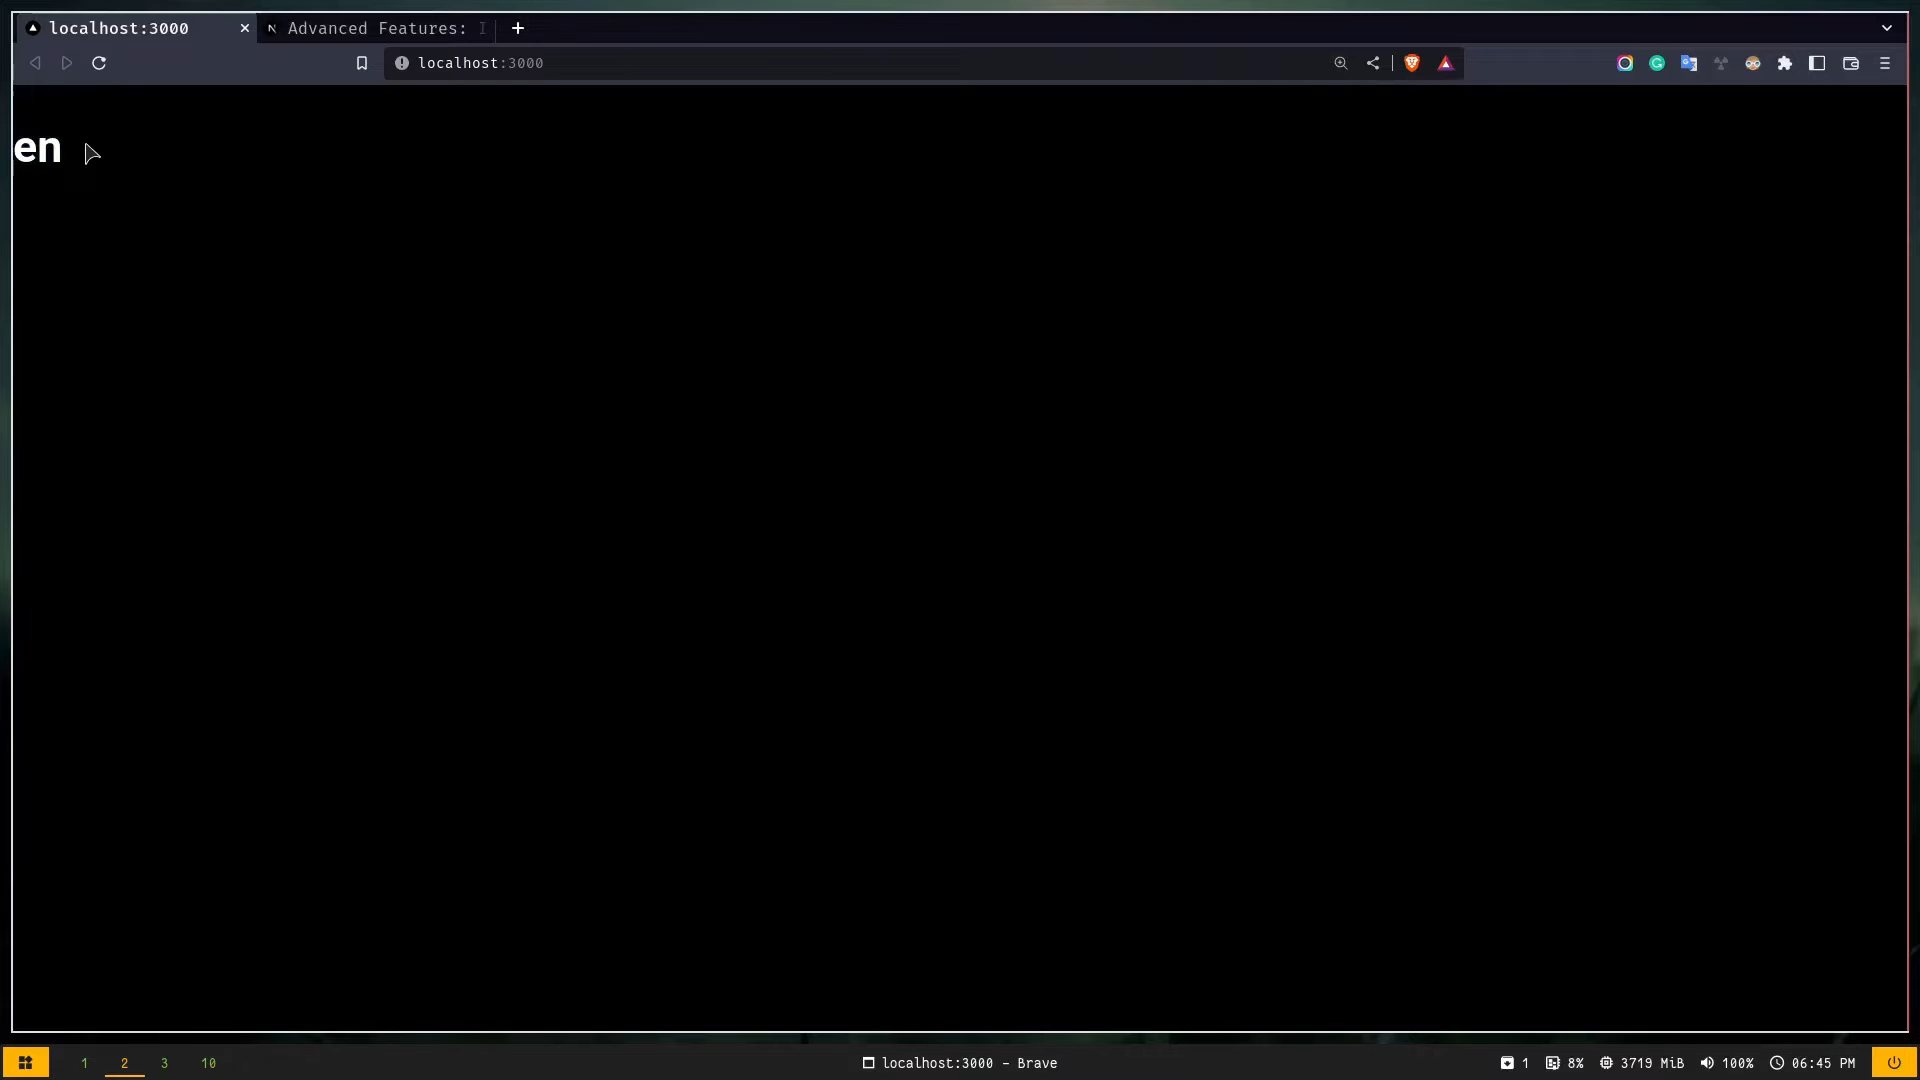 localhost:3000
Advanced Features: I
localhost:3000
en
1 2 3 10
localhost:3000 - Brave
1 8% 3719 MiB 100% 06:45 PM